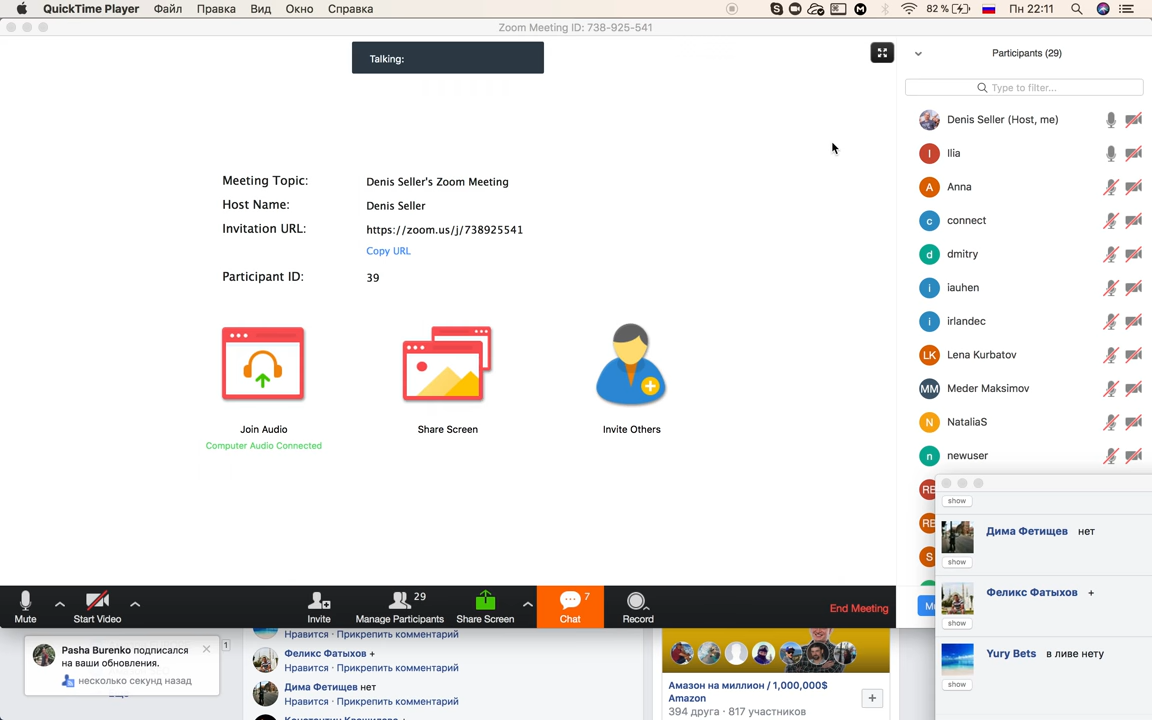 QuickTime Player Файл Правка Вид Окно Справка 82 % Пн 22:11
Zoom Meeting ID: 738-925-541
Talking:
Participants (29)
Type to filter...
Meeting Topic: Denis Seller's Zoom Meeting
Host Name: Denis Seller
Invitation URL: https://zoom.us/j/738925541
Copy URL
Participant ID: 39
Join Audio
Computer Audio Connected
Share Screen
Invite Others
Denis Seller (Host, me)
I Ilia
A Anna
c connect
d dmitry
i iauhen
i irlandec
LK Lena Kurbatov
MM Meder Maksimov
N NataliaS
n newuser
RE
RE
S
show
Дима Фетищев нет
show
Феликс Фатыхов +
show
Yury Bets в ливе нету
show
Mute
Start Video
Invite
29
Manage Participants
Share Screen
7
Chat
Record
End Meeting
Pasha Burenko подписался
на ваши обновления.
несколько секунд назад
1
Нравится · Прикрепить комментарий
Феликс Фатыхов +
Нравится · Прикрепить комментарий
Дима Фетищев нет
Нравится · Прикрепить комментарий
Амазон на миллион / 1,000,000$
Amazon
394 друга · 817 участников